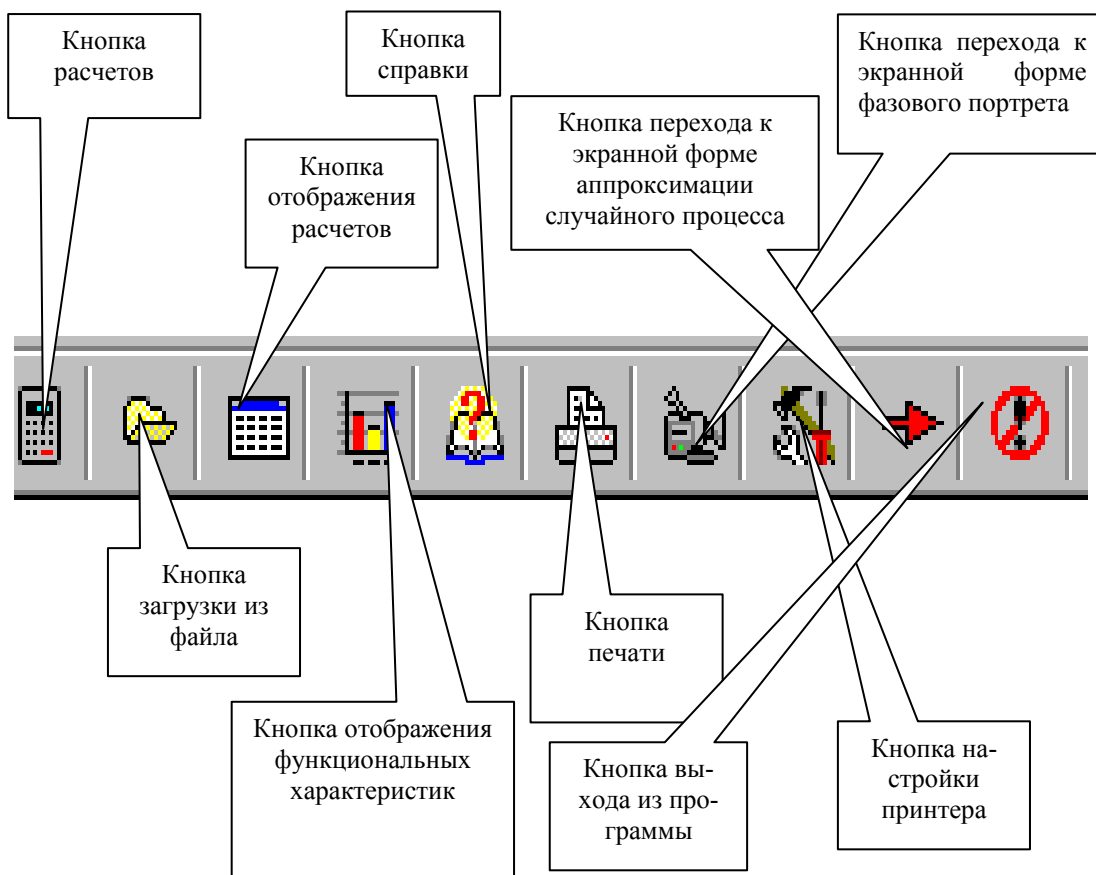 Кнопка
расчетов
Кнопка
справки
Кнопка перехода к
экранной форме
фазового портрета
Кнопка перехода к
экранной форме
аппроксимации
случайного процесса
Кнопка
отображения
расчетов
Кнопка
загрузки из
файла
Кнопка
печати
Кнопка отображения
функциональных
характеристик
Кнопка вы-
хода из про-
граммы
Кнопка на-
стройки
принтера